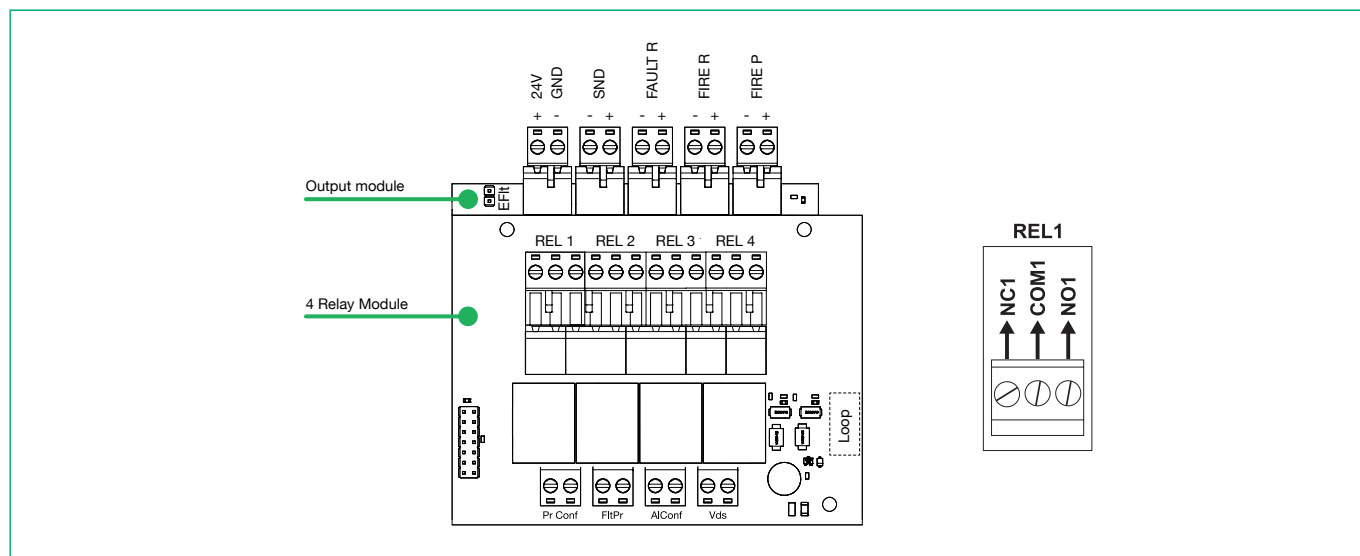 24V
GND
SND
FAULT R
FIRE R
FIRE P
+ - - + - + - + - +
Output module
EFlt
REL 1 REL 2 REL 3 REL 4
4 Relay Module
Loop
Pr Conf FltPr AlConf Vds
REL1
NC1
COM1
NO1